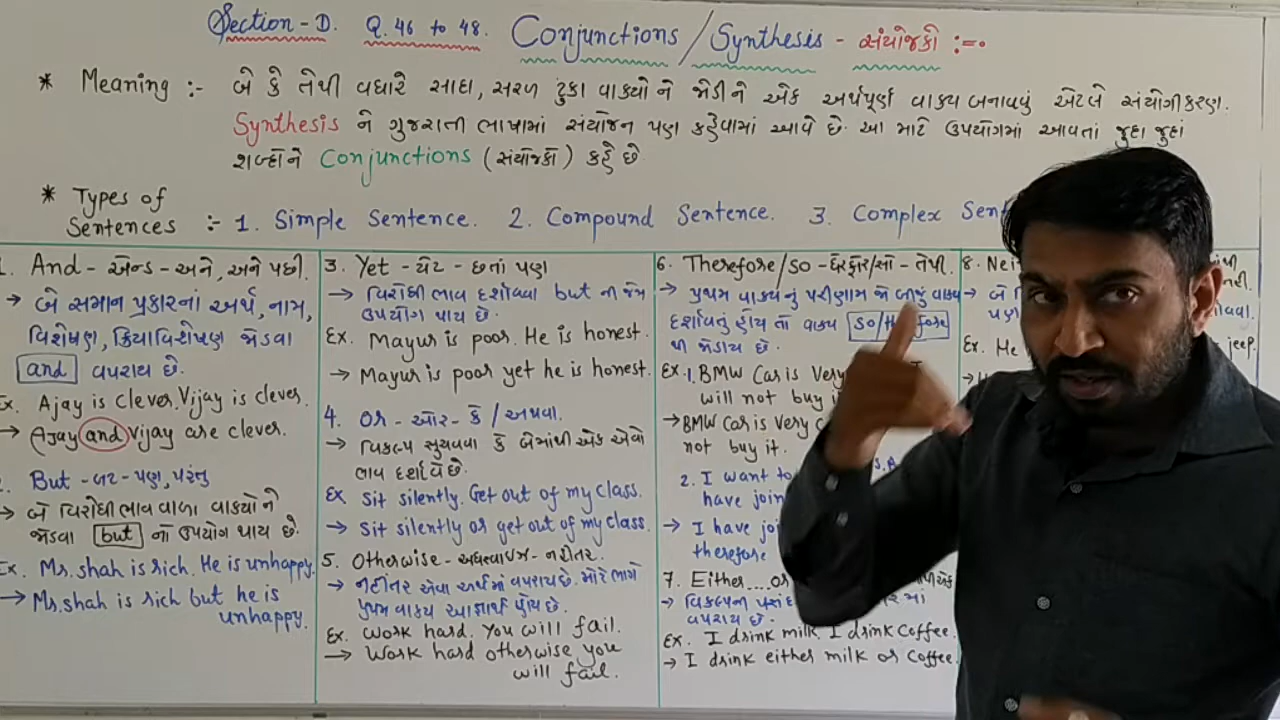 Section-D. Q. 46 to 48. Conjunctions/Synthesis - સંયોજકો :=
* Meaning :- બે કે તેથી વધારે સાદા, સરળ ટુંકા વાક્યોને જોડીને એક અર્થપૂર્ણ વાક્ય બનાવવું એટલે સંયોગીકરણ.
Synthesis ને ગુજરાતી ભાષામાં સંયોજન પણ કહેવામાં આવે છે. આ માટે ઉપયોગમાં આવતાં જુદા જુદાં
શબ્દોને Conjunctions (સંયોજકો) કહે છે
* Types of
Sentences :- 1. Simple Sentence. 2. Compound Sentence. 3. Complex Sen
1. And - એન્ડ - અને, અને પછી.
→ બે સમાન પ્રકારનાં અર્થ, નામ,
વિશેષણ, ક્રિયાવિશેષણ જોડવા
and વપરાય છે.
Ex. Ajay is clever. Vijay is clever.
→ Ajay and Vijay are clever.
But - બટ - પણ, પરંતુ
→ બે વિરોધીભાવ વાળા વાક્યોને
જોડવા but નો ઉપયોગ થાય છે.
Ex. Mr. Shah is rich. He is unhappy.
→ Mr. Shah is rich but he is
unhappy.
3. Yet - યેટ - છતાં પણ
→ વિરોધીભાવ દર્શાવવા but ની જેમ
ઉપયોગ થાય છે.
Ex. Mayur is poor. He is honest.
→ Mayur is poor yet he is honest.
4. Or - ઓર - કે / અથવા.
→ વિકલ્પ સુચવવા કે બેમાંથી એક એવો
ભાવ દર્શાવે છે.
Ex Sit silently. Get out of my class.
→ Sit silently or get out of my class.
5. Otherwise - અધરવાઈઝ - નહીંતર.
→ નહીંતર એવા અર્થમાં વપરાય છે. મોટે ભાગે
પ્રથમ વાક્ય આજ્ઞાર્થ હોય છે.
Ex. Work hard. You will fail.
→ Work hard otherwise you
will fail.
6. Therefore/so - ધેરફોર/સો - તેથી.
→ પ્રથમ વાક્યનું પરીણામ જો બીજું વાક્ય
દર્શાવતું હોય તો વાક્ય so/the fore
થી જોડાય છે.
Ex. 1. BMW Car is Very
will not buy i
→ BMW Car is very c
not buy it.
2. I want to
have join
→ I have joi
therefore
7. Either....or
→ વિકલ્પની પસં
વપરાય છે.
Ex. I drink milk. I drink Coffee.
→ I drink either milk or Coffee.
8. Nei
→ બે
પણ
Ex. He jeep.